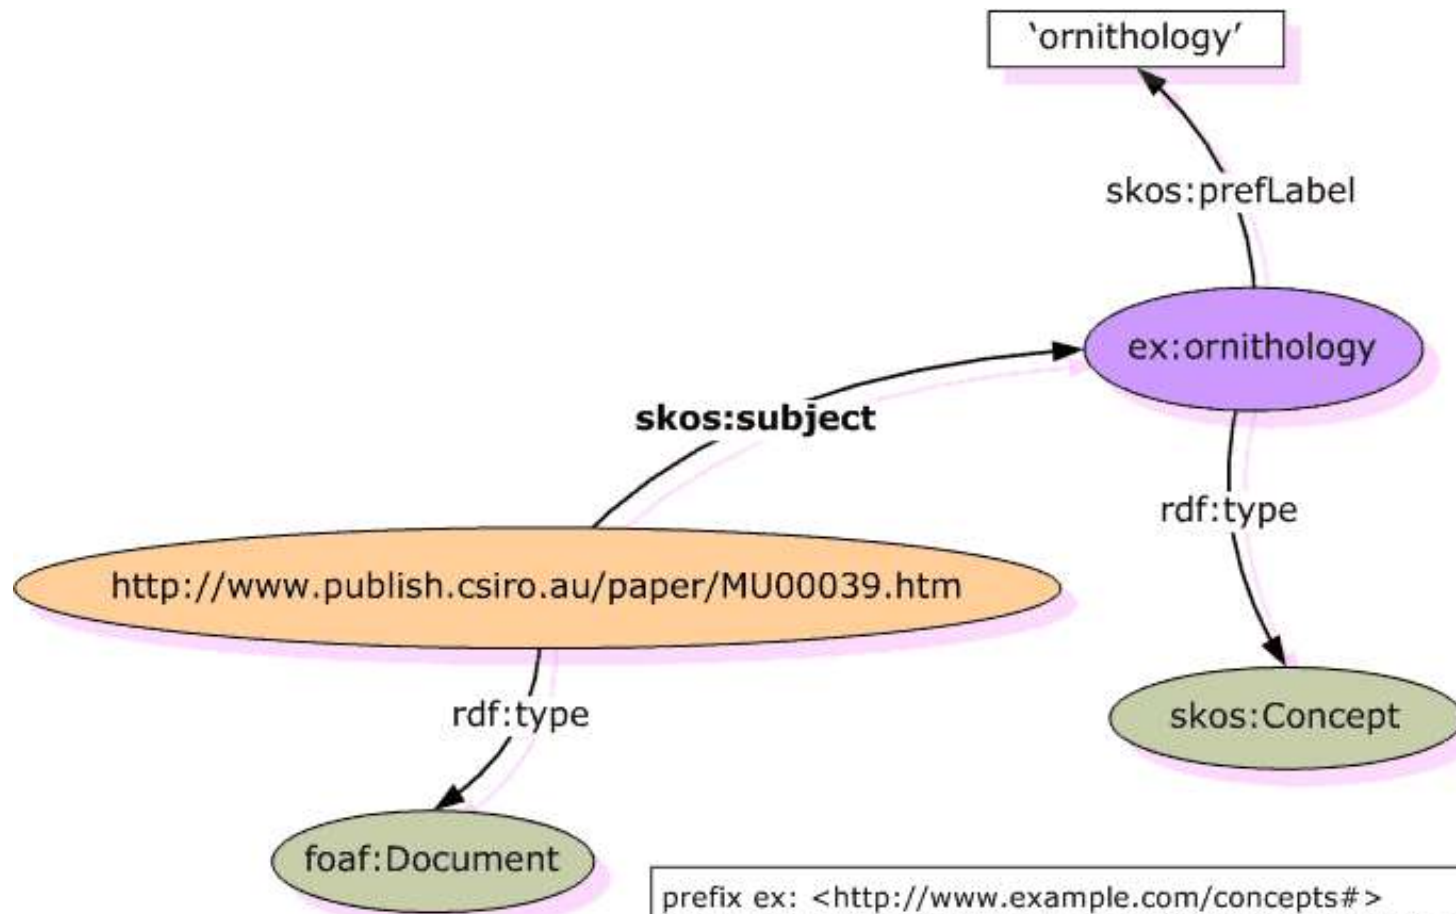 ‘ornithology’
skos:prefLabel
ex:ornithology
skos:subject
rdf:type
http://www.publish.csiro.au/paper/MU00039.htm
rdf:type
skos:Concept
foaf:Document
prefix ex: <http://www.example.com/concepts#>